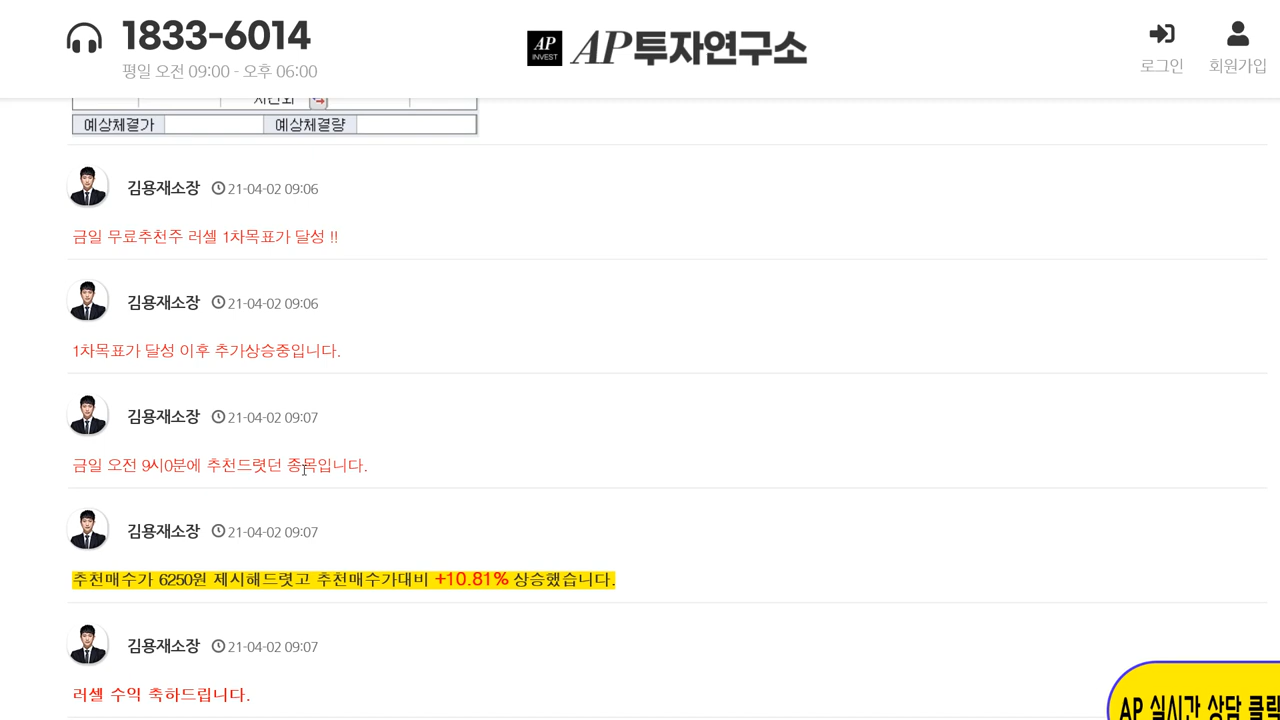 1833-6014
평일 오전 09:00 - 오후 06:00
AP
INVEST
AP투자연구소
로그인
회원가입
시간외
예상체결가
예상체결량
김용재소장 21-04-02 09:06
금일 무료추천주 러셀 1차목표가 달성 !!
김용재소장 21-04-02 09:06
1차목표가 달성 이후 추가상승중입니다.
김용재소장 21-04-02 09:07
금일 오전 9시0분에 추천드렷던 종목입니다.
김용재소장 21-04-02 09:07
추천매수가 6250원 제시해드렷고 추천매수가대비 +10.81% 상승했습니다.
김용재소장 21-04-02 09:07
러셀 수익 축하드립니다.
AP 실시간 상담 클릭